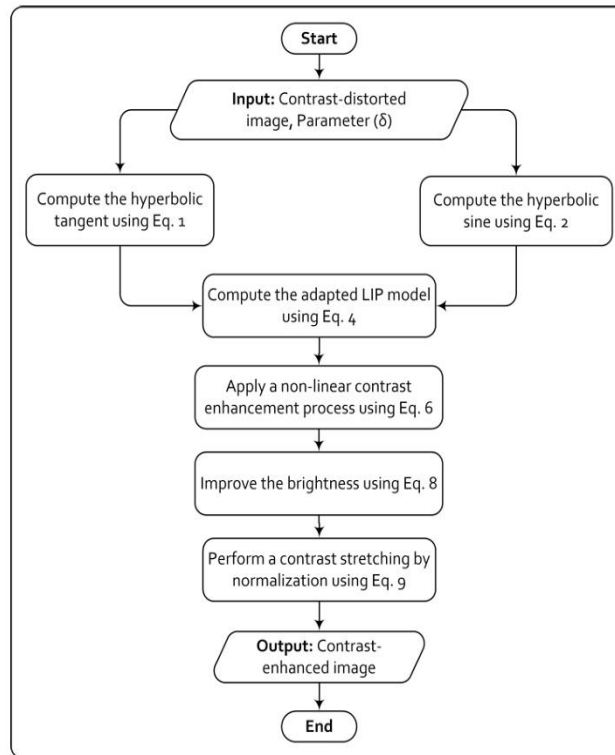 Start
Input: Contrast-distorted
image, Parameter (δ)
Compute the hyperbolic
tangent using Eq. 1
Compute the hyperbolic
sine using Eq. 2
Compute the adapted LIP model
using Eq. 4
Apply a non-linear contrast
enhancement process using Eq. 6
Improve the brightness using Eq. 8
Perform a contrast stretching by
normalization using Eq. 9
Output: Contrast-
enhanced image
End